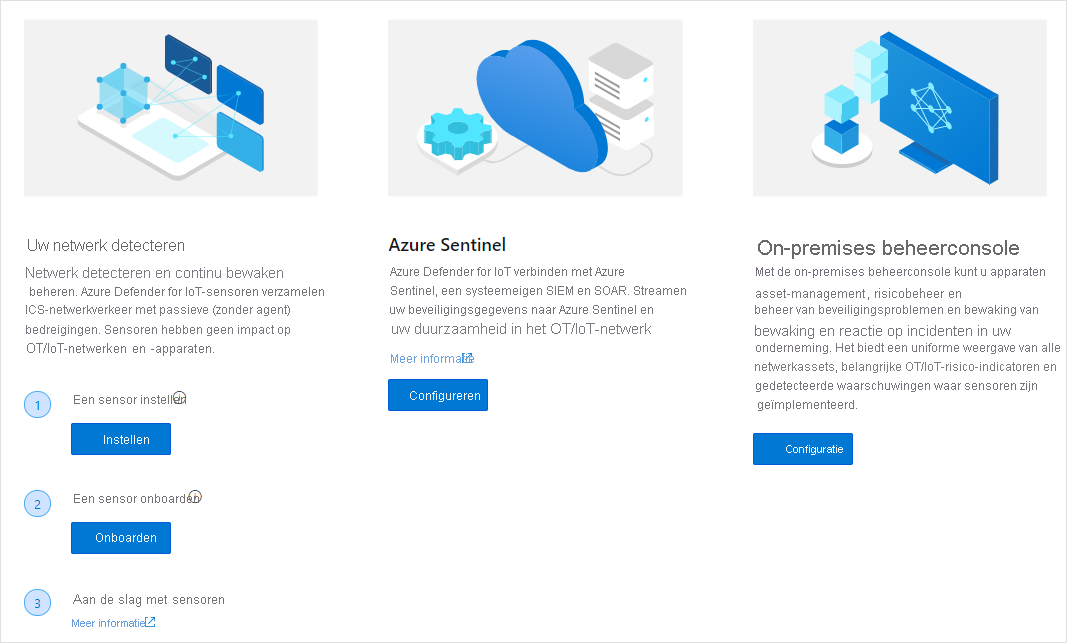 Uw netwerk detecteren
Netwerk detecteren en continu bewaken
beheren. Azure Defender for IoT-sensoren verzamelen
ICS-netwerkverkeer met passieve (zonder agent)
bedreigingen. Sensoren hebben geen impact op
OT/IoT-netwerken en -apparaten.
1
Een sensor instellen
Instellen
2
Een sensor onboarden
Onboarden
3
Aan de slag met sensoren
Meer informatie
Azure Sentinel
Azure Defender for IoT verbinden met Azure
Sentinel, een systeemeigen SIEM en SOAR. Streamen
uw beveiligingsgegevens naar Azure Sentinel en
uw duurzaamheid in het OT/IoT-netwerk
Meer informatie
Configureren
On-premises beheerconsole
Met de on-premises beheerconsole kunt u apparaten
asset-management, risicobeheer en
beheer van beveiligingsproblemen en bewaking van
bewaking en reactie op incidenten in uw
onderneming. Het biedt een uniforme weergave van alle
netwerkassets, belangrijke OT/IoT-risico-indicatoren en
gedetecteerde waarschuwingen waar sensoren zijn
geïmplementeerd.
Configuratie